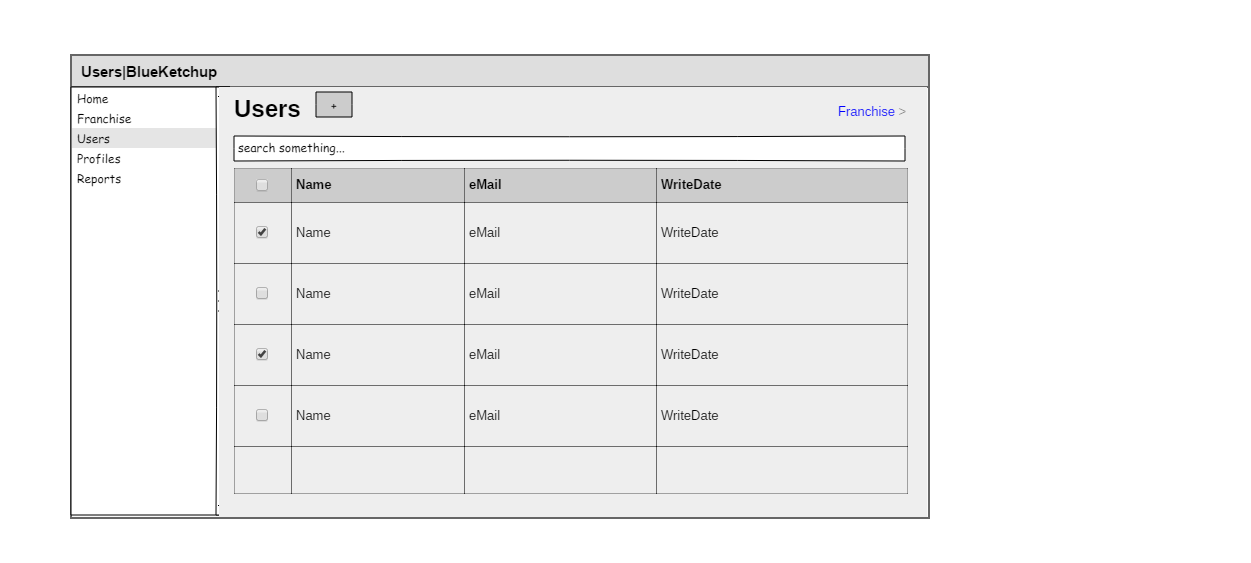 Users|BlueKetchup
Home
Franchise
Users
Profiles
Reports
Users +
Franchise >
search something...
Name eMail WriteDate
Name eMail WriteDate
Name eMail WriteDate
Name eMail WriteDate
Name eMail WriteDate